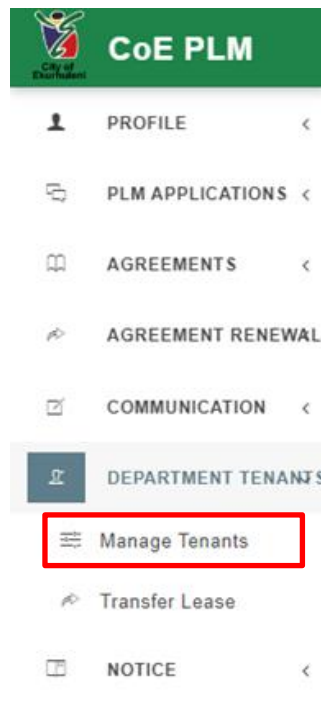 City of
Ekurhuleni
CoE PLM
PROFILE
PLM APPLICATIONS
AGREEMENTS
AGREEMENT RENEWAL
COMMUNICATION
DEPARTMENT TENANTS
Manage Tenants
Transfer Lease
NOTICE